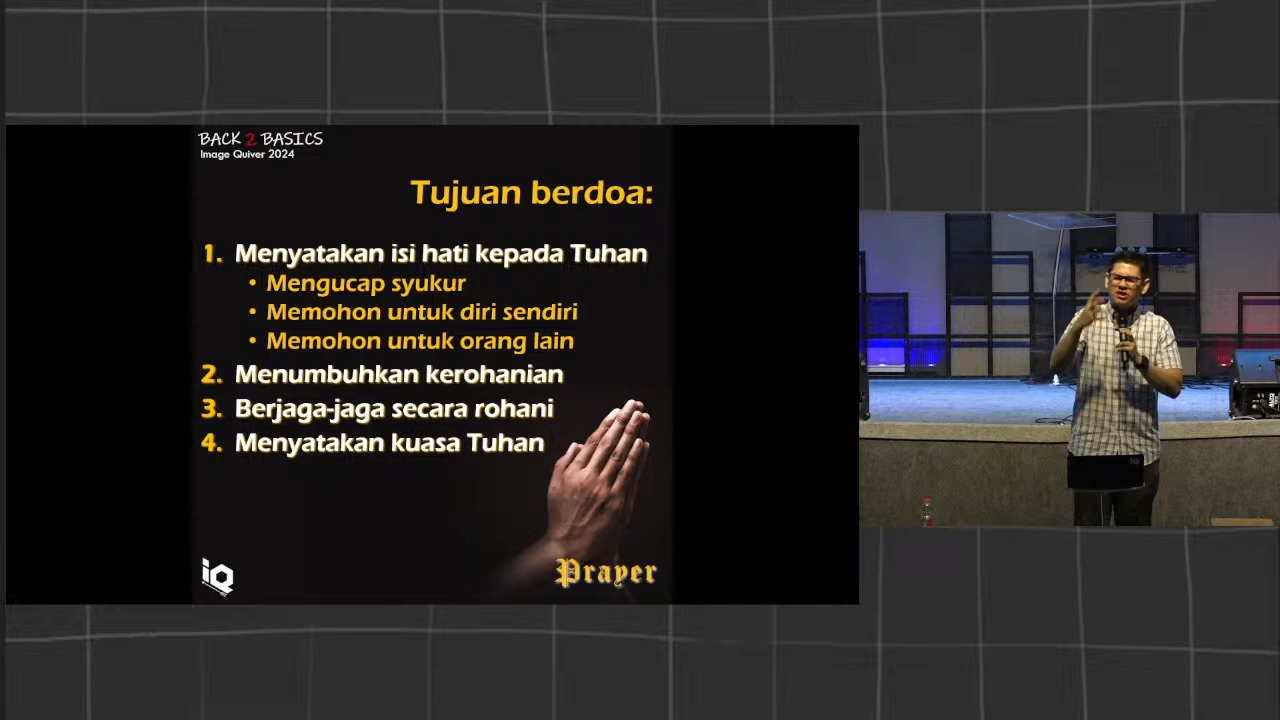 BACK 2 BASICS
Image Quiver 2024
Tujuan berdoa:
1. Menyatakan isi hati kepada Tuhan
• Mengucap syukur
• Memohon untuk diri sendiri
• Memohon untuk orang lain
2. Menumbuhkan kerohanian
3. Berjaga-jaga secara rohani
4. Menyatakan kuasa Tuhan
iQ
Prayer